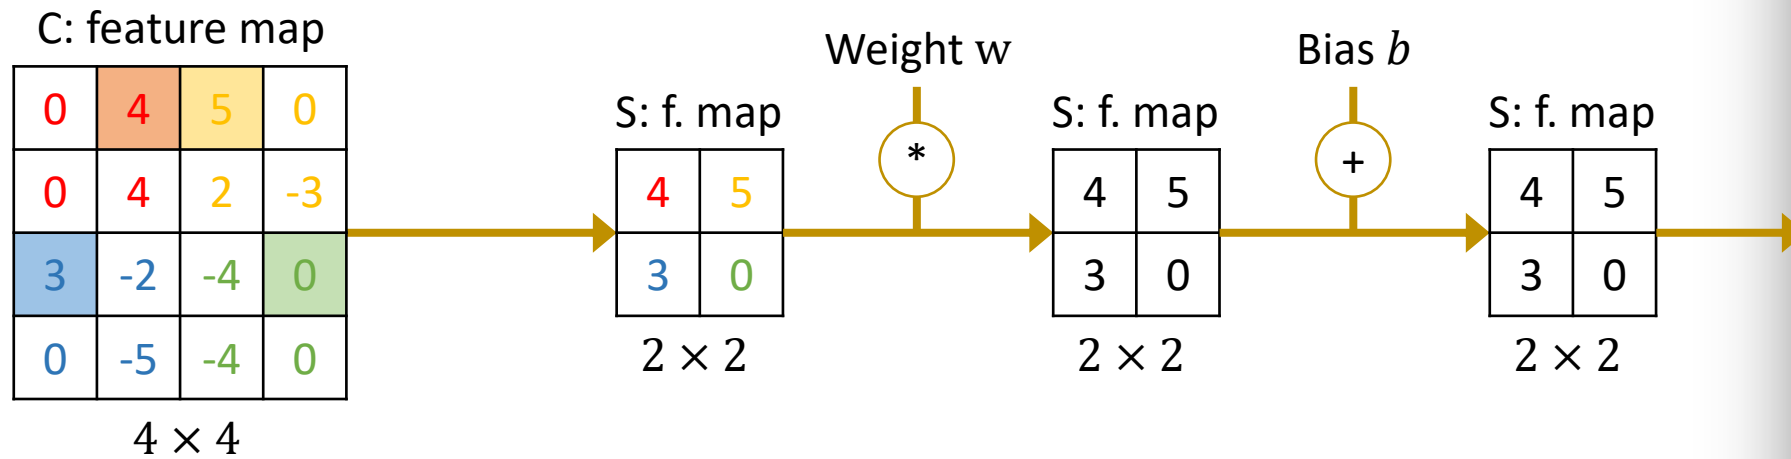 C: feature map
0 4 5 0
0 4 2 -3
3 -2 -4 0
0 -5 -4 0
4 × 4
S: f. map
4 5
3 0
2 × 2
Weight w
*
S: f. map
4 5
3 0
2 × 2
Bias b
+
S: f. map
4 5
3 0
2 × 2